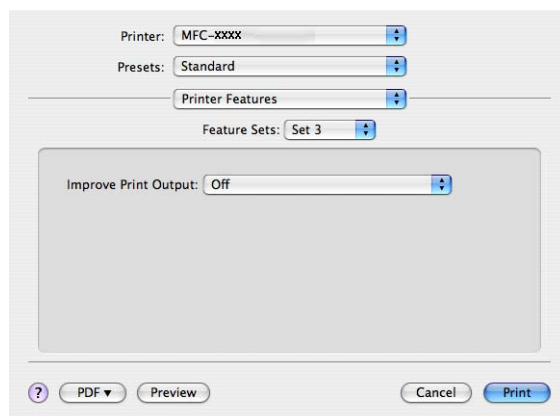 Printer: MFC-XXXX
Presets: Standard
Printer Features
Feature Sets: Set 3
Improve Print Output: Off
? PDF▼ Preview Cancel Print